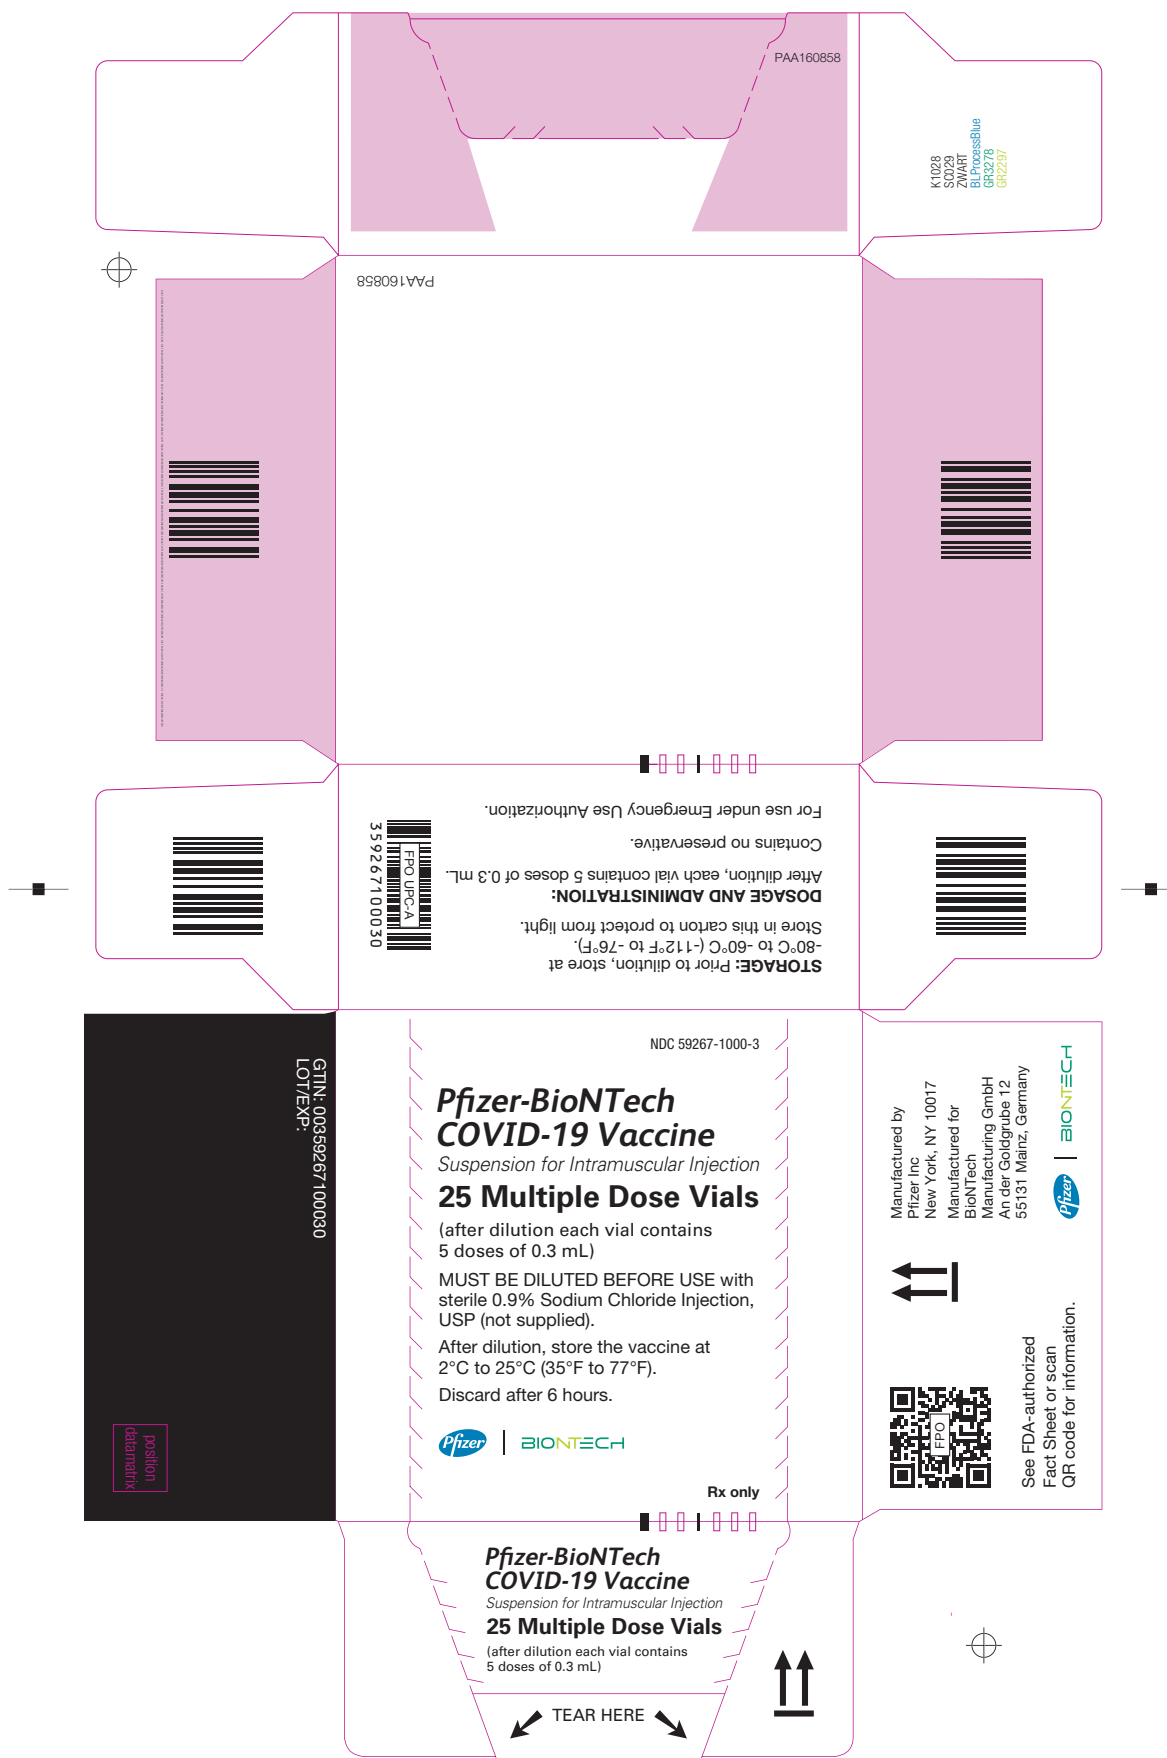 PAA160858
K1028
SC029
ZWART
BLProcessBlue
GR3278
GR2297
PAA160858
For use under Emergency Use Authorization.
Contains no preservative.
After dilution, each vial contains 5 doses of 0.3 mL.
DOSAGE AND ADMINISTRATION:
Store in this carton to protect from light.
-80°C to -60°C (-112°F to -76°F).
STORAGE: Prior to dilution, store at
FPO UPC-A
359267100030
GTIN: 00359267100030
LOT/EXP:
position
datamatrix
NDC 59267-1000-3
Pfizer-BioNTech
COVID-19 Vaccine
Suspension for Intramuscular Injection
25 Multiple Dose Vials
(after dilution each vial contains
5 doses of 0.3 mL)
MUST BE DILUTED BEFORE USE with
sterile 0.9% Sodium Chloride Injection,
USP (not supplied).
After dilution, store the vaccine at
2°C to 25°C (35°F to 77°F).
Discard after 6 hours.
Pfizer
BIONTECH
Rx only
Manufactured by
Pfizer Inc
New York, NY 10017
Manufactured for
BioNTech
Manufacturing GmbH
An der Goldgrube 12
55131 Mainz, Germany
Pfizer
BIONTECH
FPO
See FDA-authorized
Fact Sheet or scan
QR code for information.
Pfizer-BioNTech
COVID-19 Vaccine
Suspension for Intramuscular Injection
25 Multiple Dose Vials
(after dilution each vial contains
5 doses of 0.3 mL)
TEAR HERE